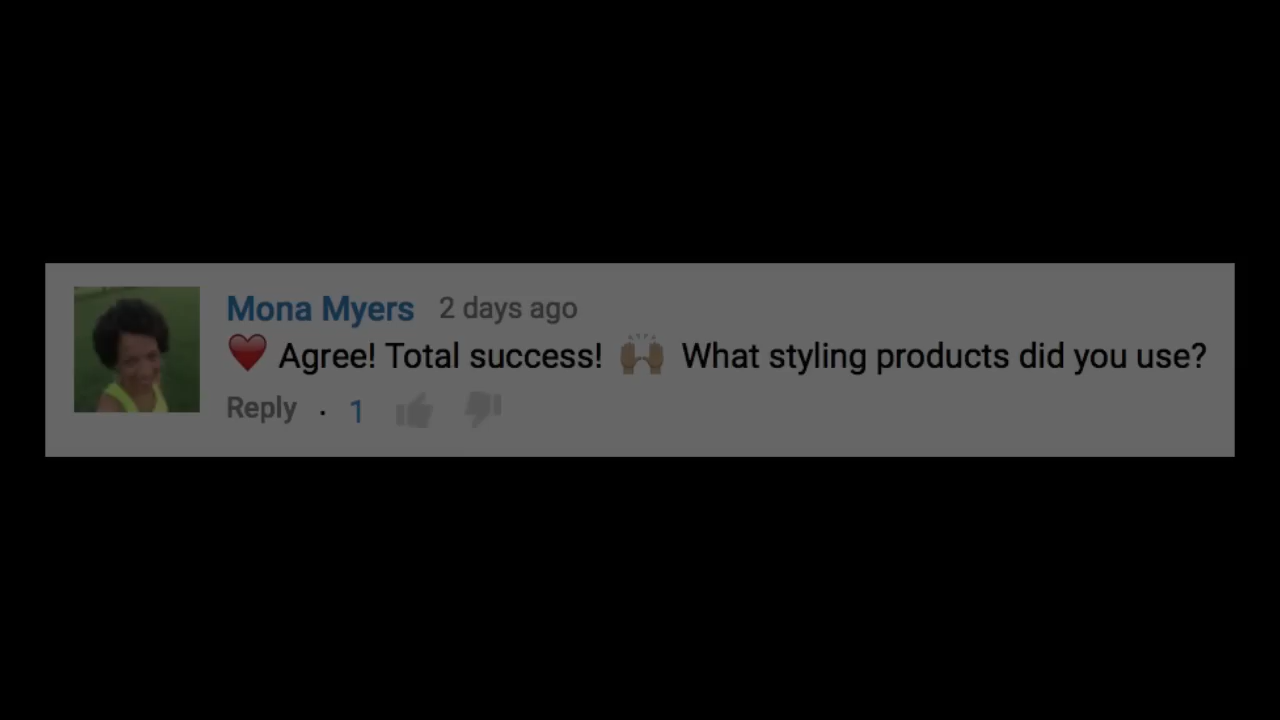 Mona Myers 2 days ago
❤️ Agree! Total success! 🙌🏽 What styling products did you use?
Reply · 1